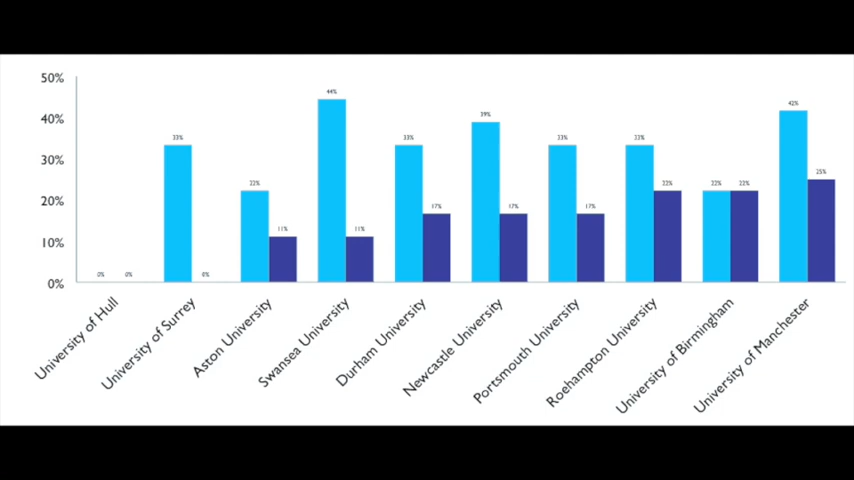 50%
40%
30%
20%
10%
0%
0% 0%
33% 0%
22% 11%
44% 11%
33% 17%
39% 17%
33% 17%
33% 22%
22% 22%
42% 25%
University of Hull
University of Surrey
Aston University
Swansea University
Durham University
Newcastle University
Portsmouth University
Roehampton University
University of Birmingham
University of Manchester